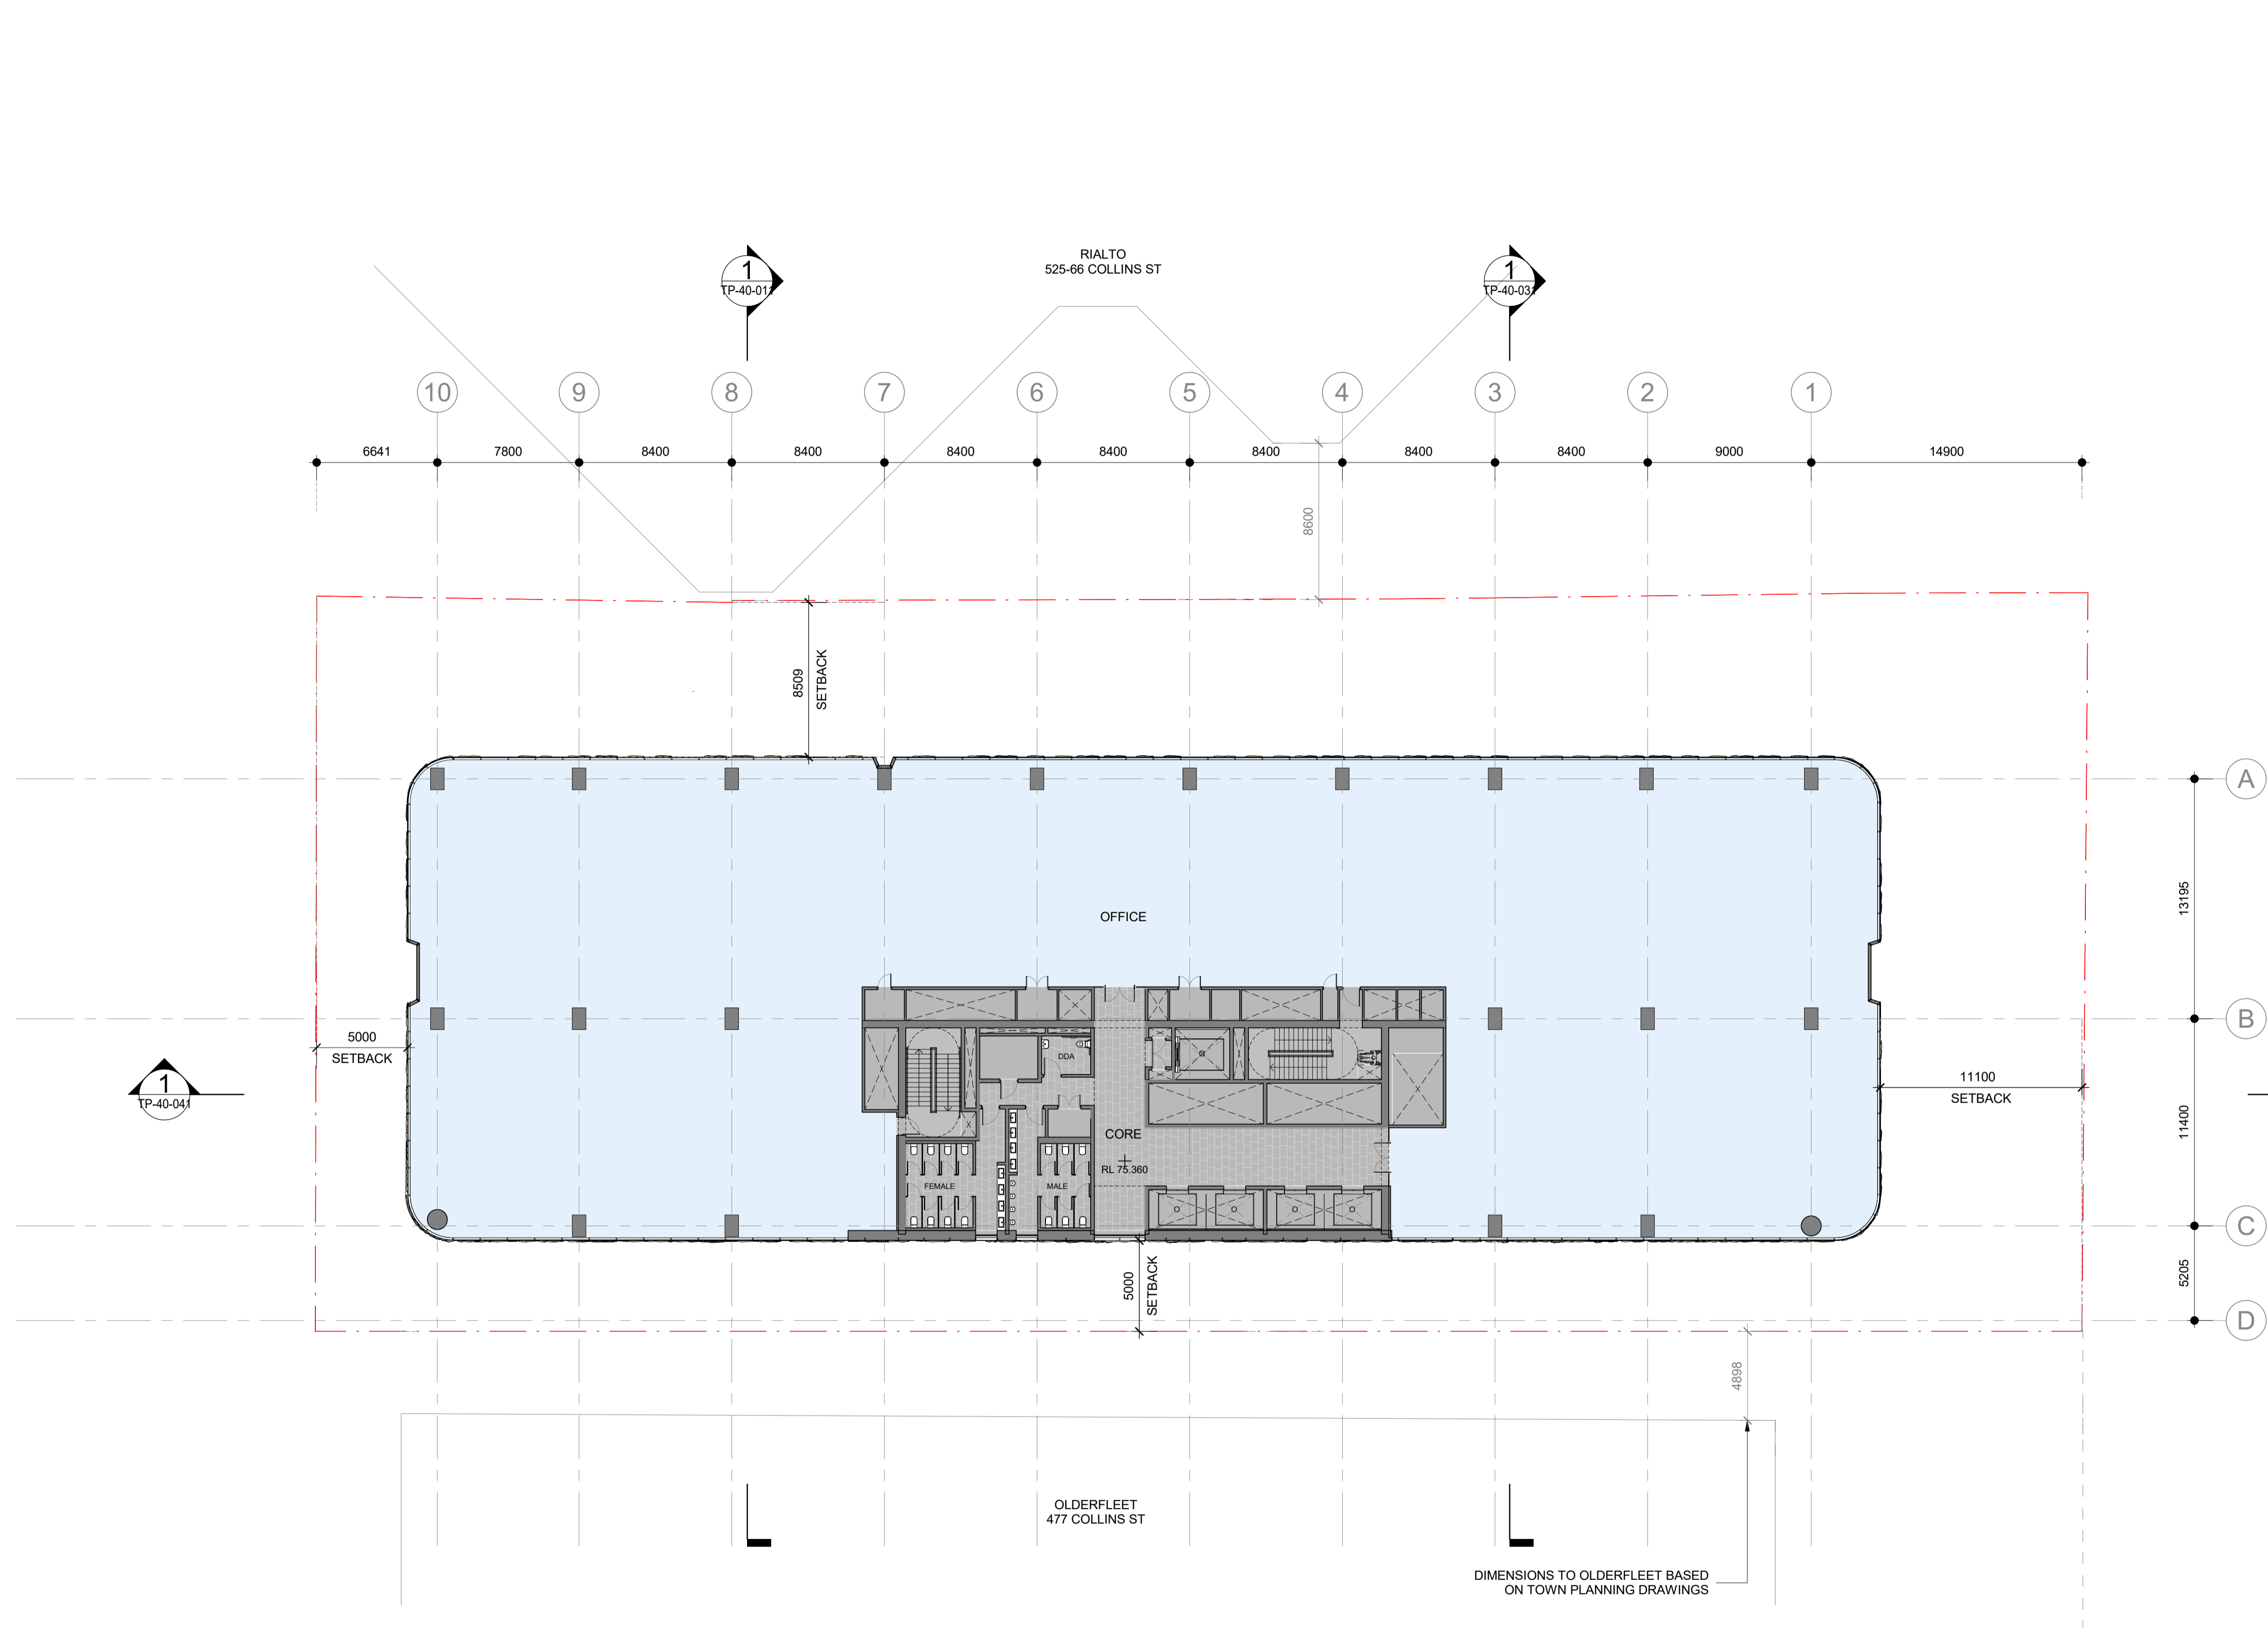 RIALTO
525-66 COLLINS ST
1
TP-40-011
1
TP-40-031
10
9
8
7
6
5
4
3
2
1
6641
7800
8400
8400
8400
8400
8400
8400
8400
9000
14900
8600
8509
SETBACK
A
13195
OFFICE
B
5000
SETBACK
DDA
1
TP-40-041
11100
SETBACK
11400
CORE
RL 75.360
FEMALE
MALE
C
5000
SETBACK
5205
D
4898
OLDERFLEET
477 COLLINS ST
DIMENSIONS TO OLDERFLEET BASED
ON TOWN PLANNING DRAWINGS